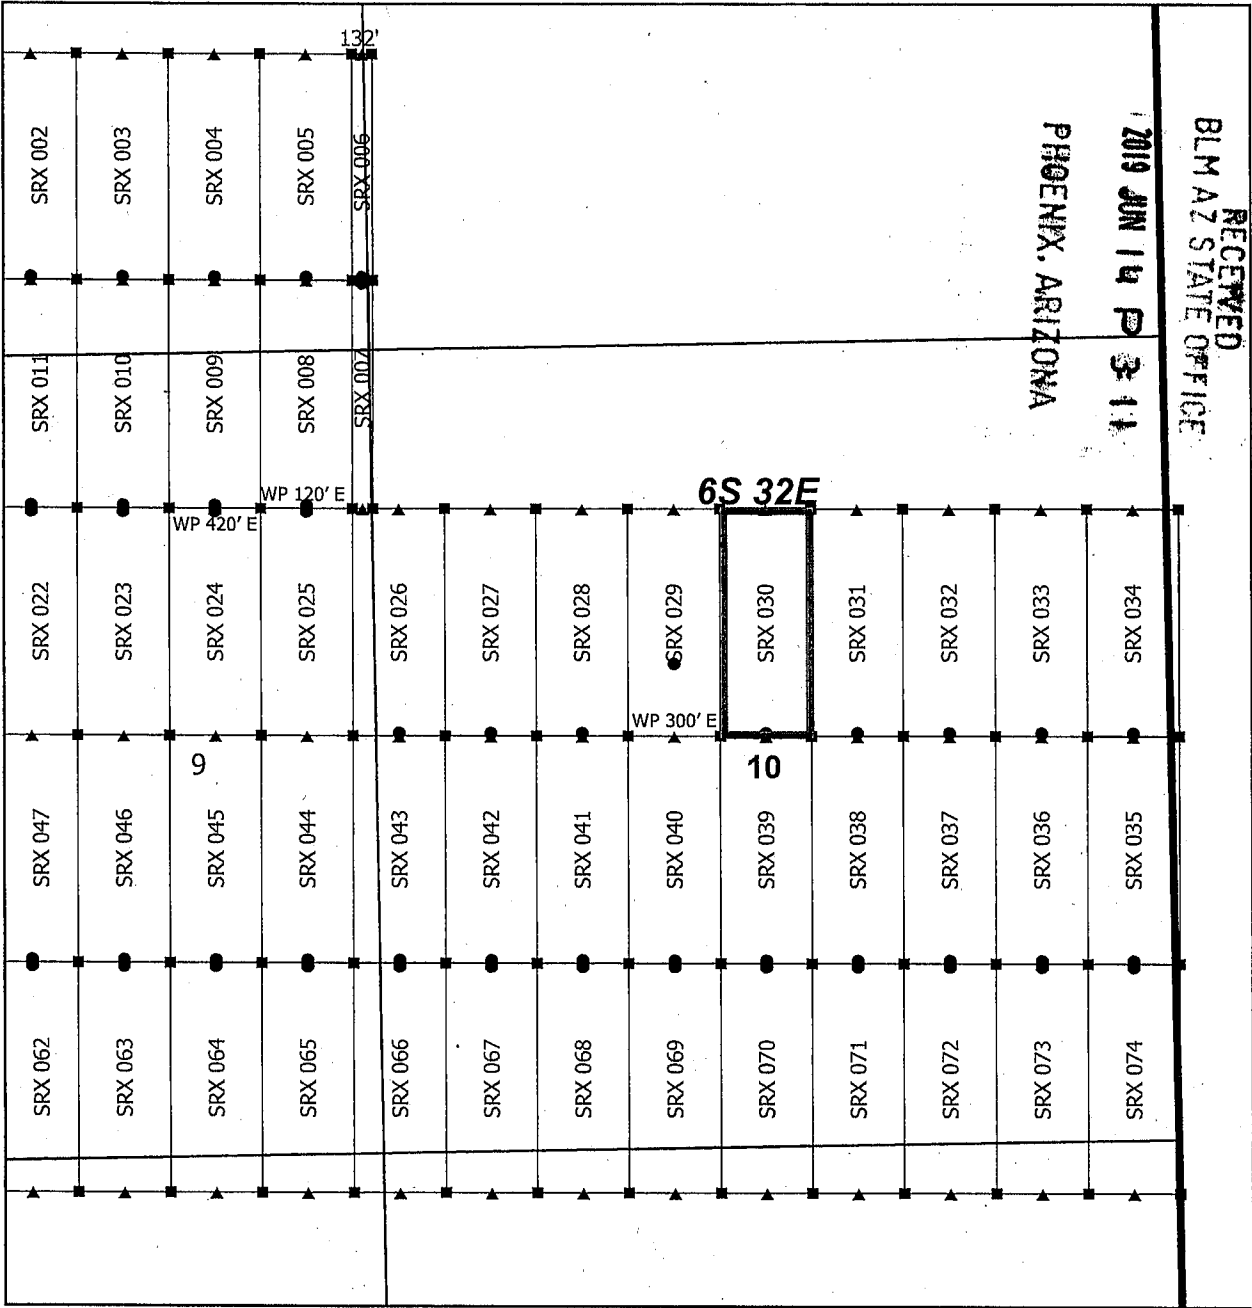 132'
SRX 002
SRX 003
SRX 004
SRX 005
SRX 006
RECEIVED
BLM AZ STATE OFFICE
2019 JUN 14 P 3:11
PHOENIX, ARIZONA
SRX 011
SRX 010
SRX 009
SRX 008
SRX 007
WP 120' E
WP 420' E
6S 32E
SRX 022
SRX 023
SRX 024
SRX 025
SRX 026
SRX 027
SRX 028
SRX 029
SRX 030
SRX 031
SRX 032
SRX 033
SRX 034
WP 300' E
9
10
SRX 047
SRX 046
SRX 045
SRX 044
SRX 043
SRX 042
SRX 041
SRX 040
SRX 039
SRX 038
SRX 037
SRX 036
SRX 035
SRX 062
SRX 063
SRX 064
SRX 065
SRX 066
SRX 067
SRX 068
SRX 069
SRX 070
SRX 071
SRX 072
SRX 073
SRX 074